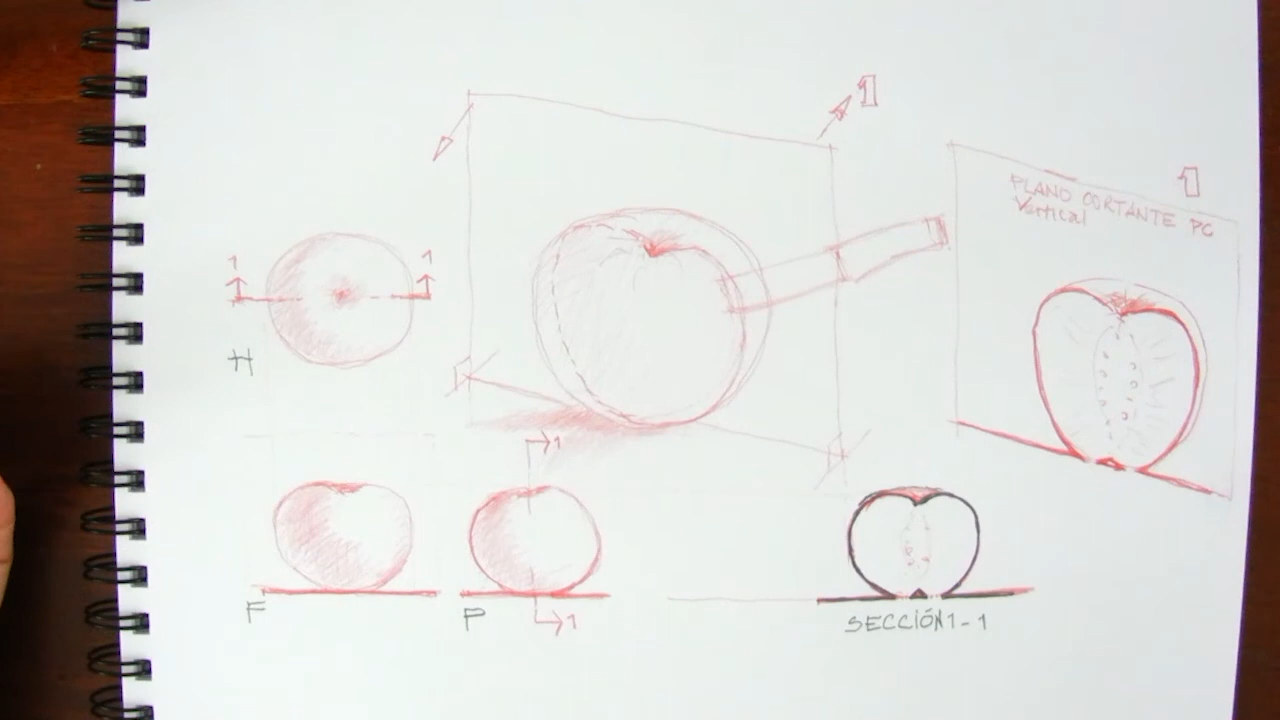 1
1
PLANO CORTANTE PC
Vertical
1 1
H
1
F
P
1
SECCIÓN 1-1